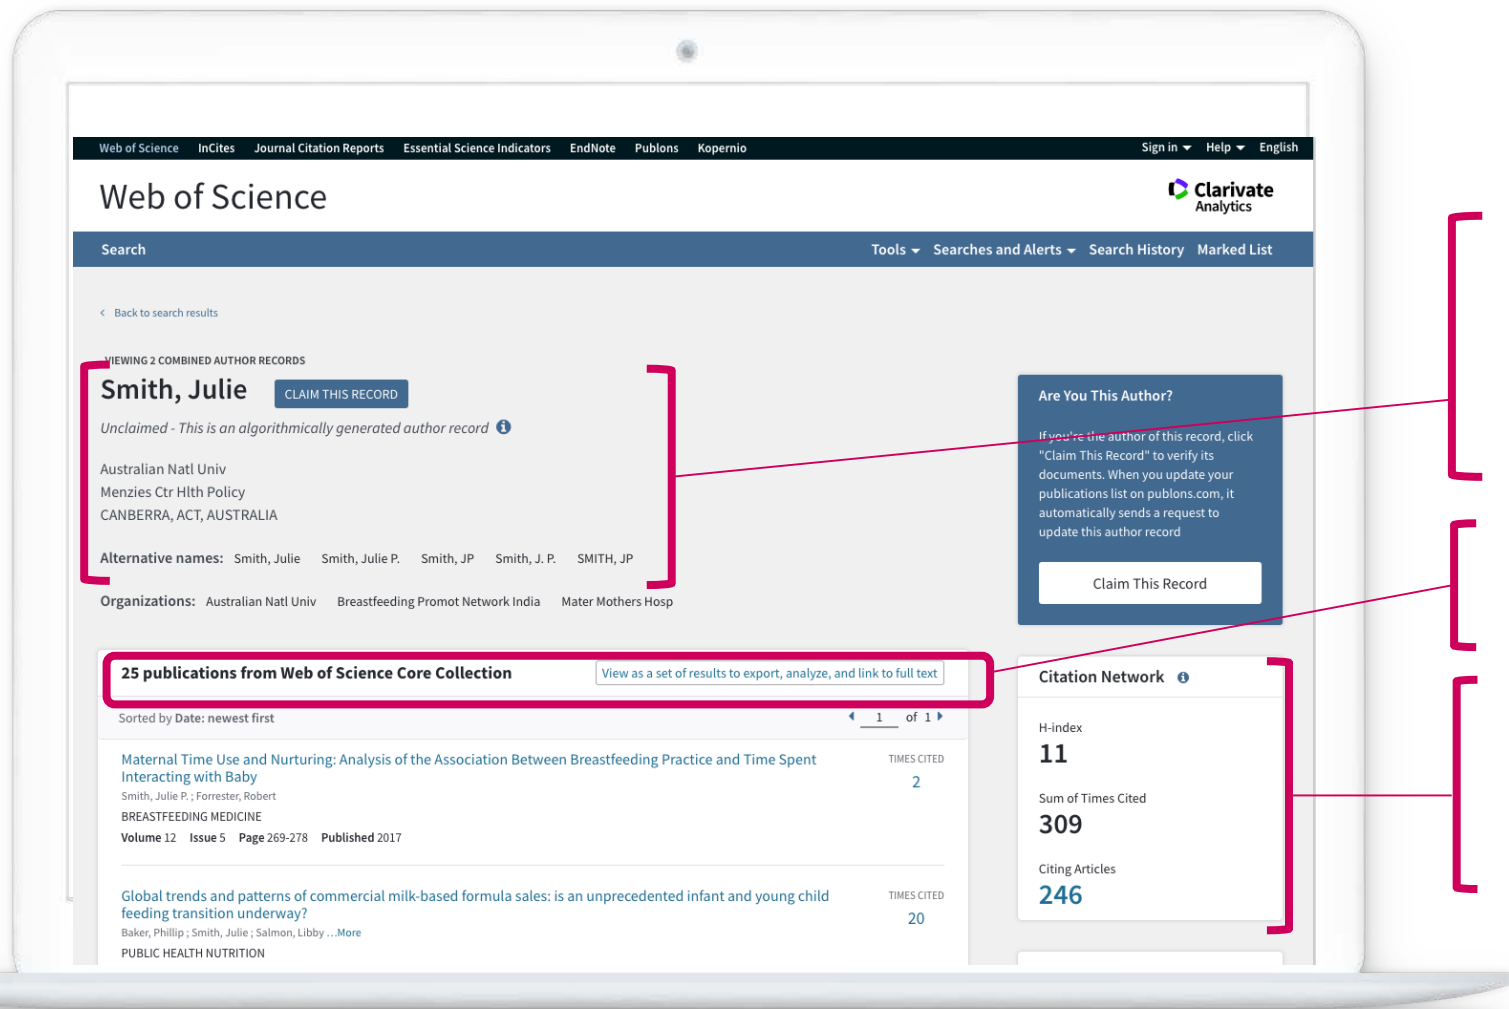 Web of Science InCites Journal Citation Reports Essential Science Indicators EndNote Publons Kopernio Sign in Help English
Web of Science
Clarivate
Analytics
Search Tools Searches and Alerts Search History Marked List
Back to search results
VIEWING 2 COMBINED AUTHOR RECORDS
Smith, Julie CLAIM THIS RECORD
Unclaimed - This is an algorithmically generated author record
Australian Natl Univ
Menzies Ctr Hlth Policy
CANBERRA, ACT, AUSTRALIA
Alternative names: Smith, Julie Smith, Julie P. Smith, JP Smith, J. P. SMITH, JP
Organizations: Australian Natl Univ Breastfeeding Promot Network India Mater Mothers Hosp
Are You This Author?
If you're the author of this record, click
"Claim This Record" to verify its
documents. When you update your
publications list on publons.com, it
automatically sends a request to
update this author record
Claim This Record
25 publications from Web of Science Core Collection View as a set of results to export, analyze, and link to full text
Sorted by Date: newest first 1 of 1
Maternal Time Use and Nurturing: Analysis of the Association Between Breastfeeding Practice and Time Spent
Interacting with Baby
Smith, Julie P. ; Forrester, Robert
BREASTFEEDING MEDICINE
Volume 12 Issue 5 Page 269-278 Published 2017
TIMES CITED
2
Global trends and patterns of commercial milk-based formula sales: is an unprecedented infant and young child
feeding transition underway?
Baker, Phillip ; Smith, Julie ; Salmon, Libby ...More
PUBLIC HEALTH NUTRITION
TIMES CITED
20
Citation Network
H-index
11
Sum of Times Cited
309
Citing Articles
246